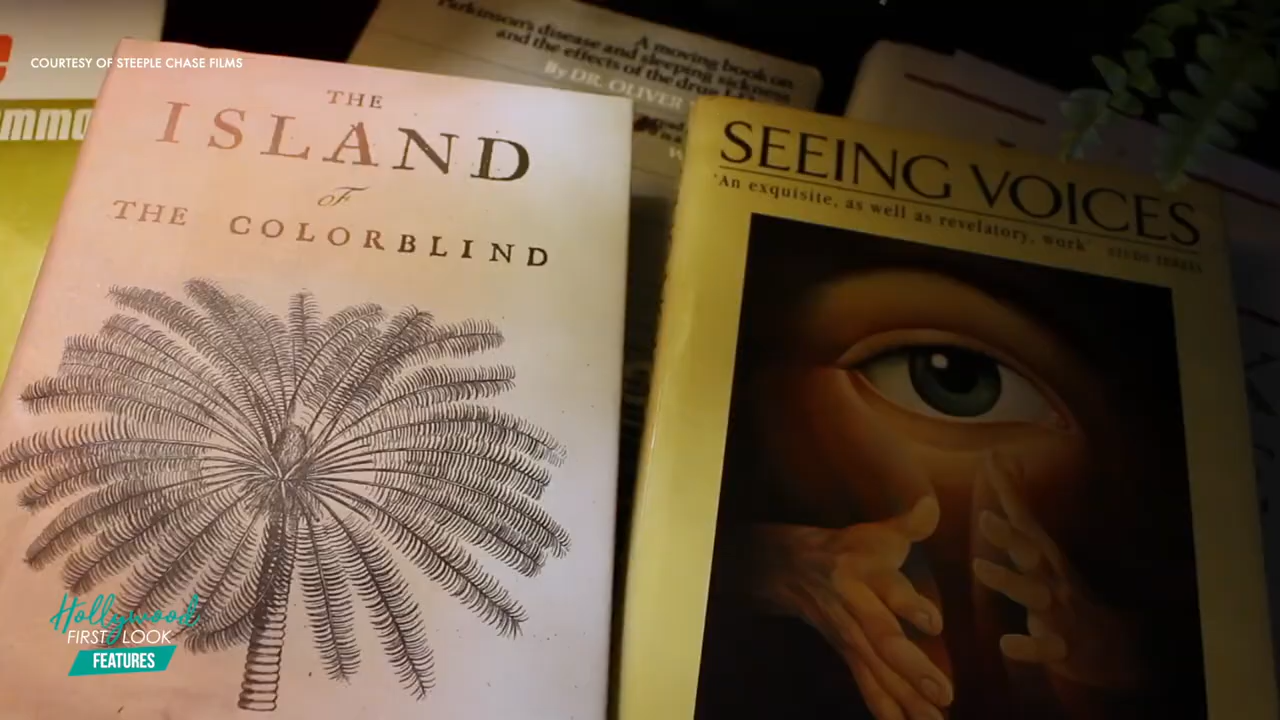 COURTESY OF STEEPLE CHASE FILMS
THE
ISLAND
OF
THE COLORBLIND
A moving book on
Parkinson's disease and sleeping sickness
and the effects of the drug
By DR. OLIVER
SEEING VOICES
'An exquisite, as well as revelatory, work'
Hollywood
FIRST LOOK
FEATURES